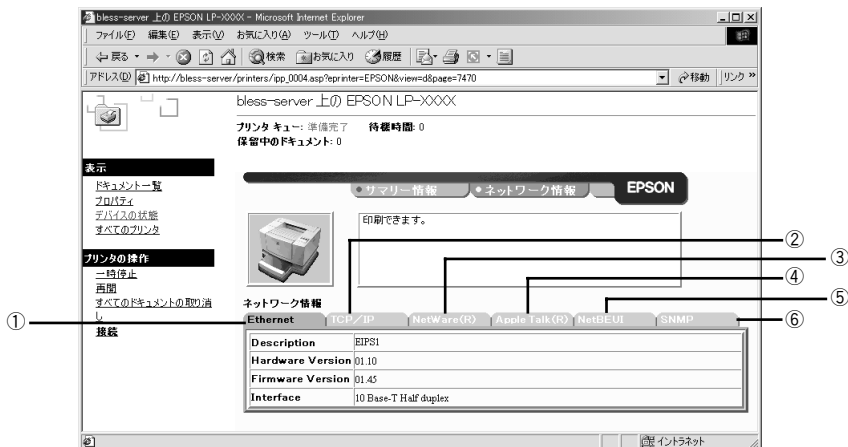 bless-server 上の EPSON LP-XXXX - Microsoft Internet Explorer
ファイル(F) 編集(E) 表示(V) お気に入り(A) ツール(T) ヘルプ(H)
戻る 検索 お気に入り 履歴
アドレス(D) http://bless-server/printers/ipp_0004.asp?eprinter=EPSON&view=d&page=7470 移動 リンク »
bless-server 上の EPSON LP-XXXX
プリンタ キュー: 準備完了 待機時間: 0
保留中のドキュメント: 0
表示
ドキュメント一覧
プロパティ
デバイスの状態
すべてのプリンタ
プリンタの操作
一時停止
再開
すべてのドキュメントの取り消
し
接続
サマリー情報 ネットワーク情報 EPSON
印刷できます。
ネットワーク情報
Ethernet TCP/IP NetWare(R) Apple Talk(R) NetBEUI SNMP
Description EIPS1
Hardware Version 01.10
Firmware Version 01.45
Interface 10 Base-T Half duplex
イントラネット
①
②
③
④
⑤
⑥